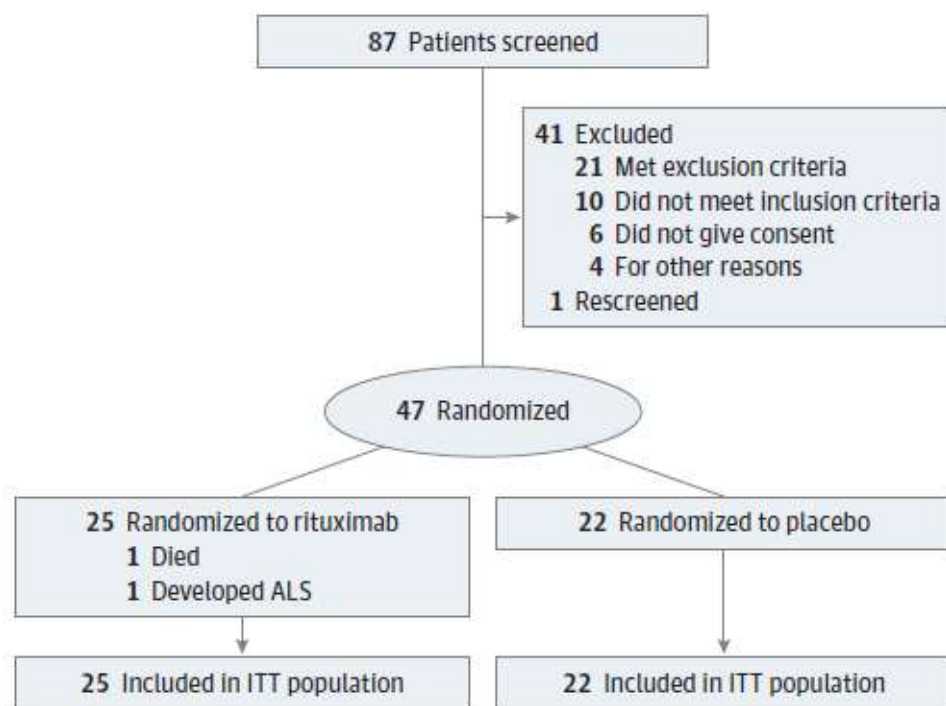 87 Patients screened
41 Excluded
21 Met exclusion criteria
10 Did not meet inclusion criteria
6 Did not give consent
4 For other reasons
1 Rescreened
47 Randomized
25 Randomized to rituximab
1 Died
1 Developed ALS
22 Randomized to placebo
25 Included in ITT population
22 Included in ITT population